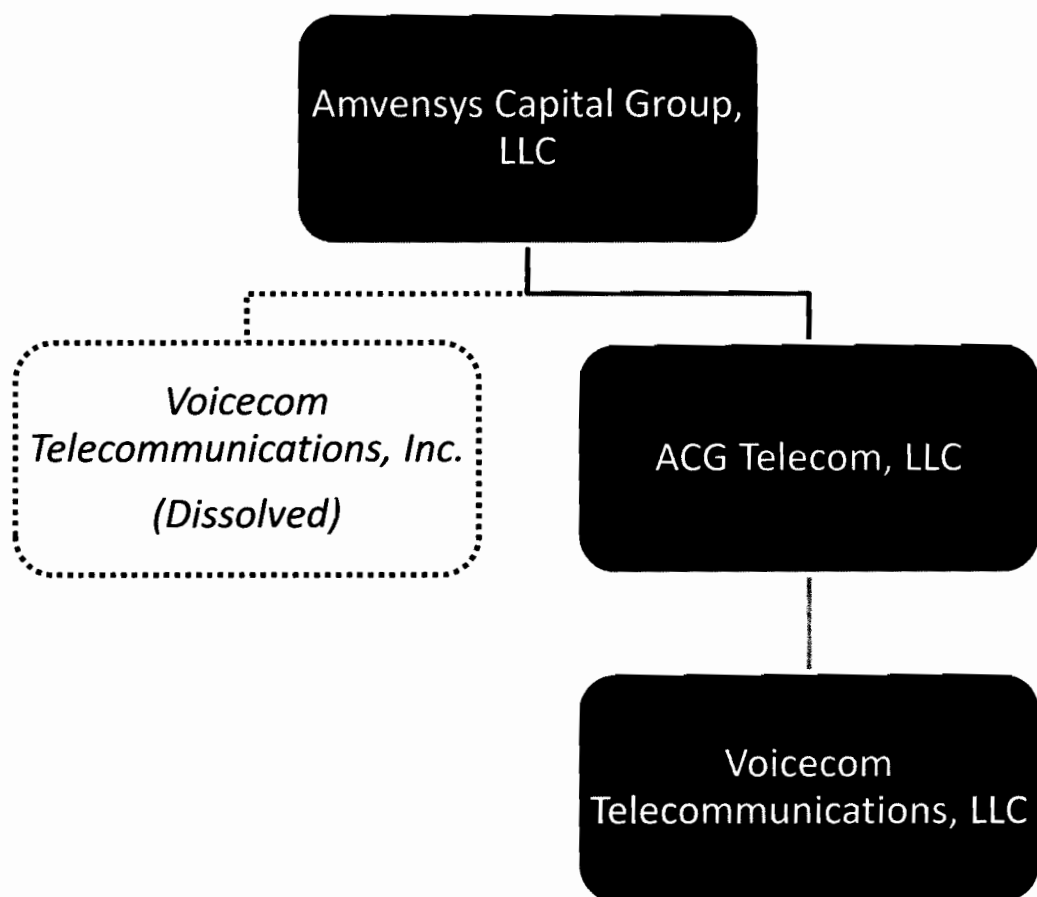 Amvensys Capital Group,
LLC
Voicecom
Telecommunications, Inc.
(Dissolved)
ACG Telecom, LLC
Voicecom
Telecommunications, LLC